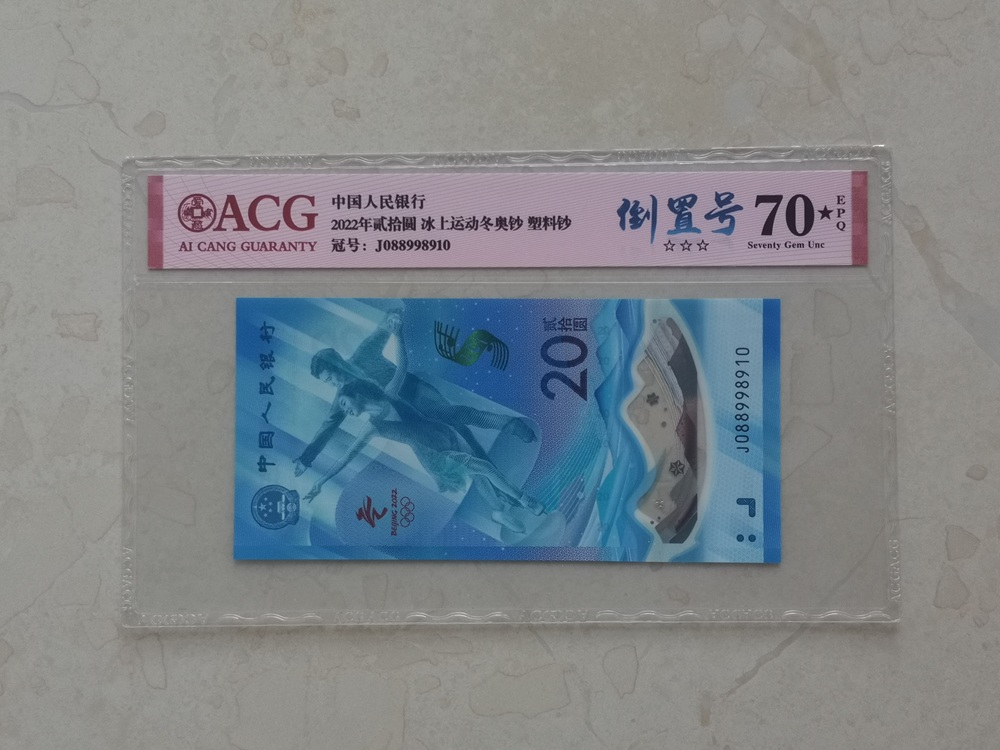 ACG
AI CANG GUARANTY
中国人民银行
2022年贰拾圆 冰上运动冬奥钞 塑料钞
冠号：J088998910
倒置号
☆☆☆
70★
EPQ
Seventy Gem Unc
中国人民银行
BEIJING 2022
20
贰拾圆
J088998910